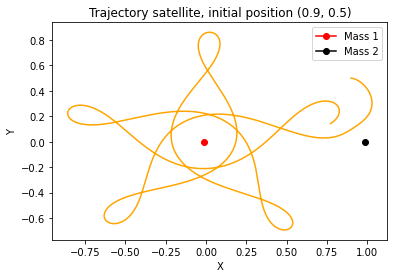 Trajectory satellite, initial position (0.9, 0.5)
Mass 1
Mass 2
Y
0.8
0.6
0.4
0.2
0.0
−0.2
−0.4
−0.6
−0.75 −0.50 −0.25 0.00 0.25 0.50 0.75 1.00
X